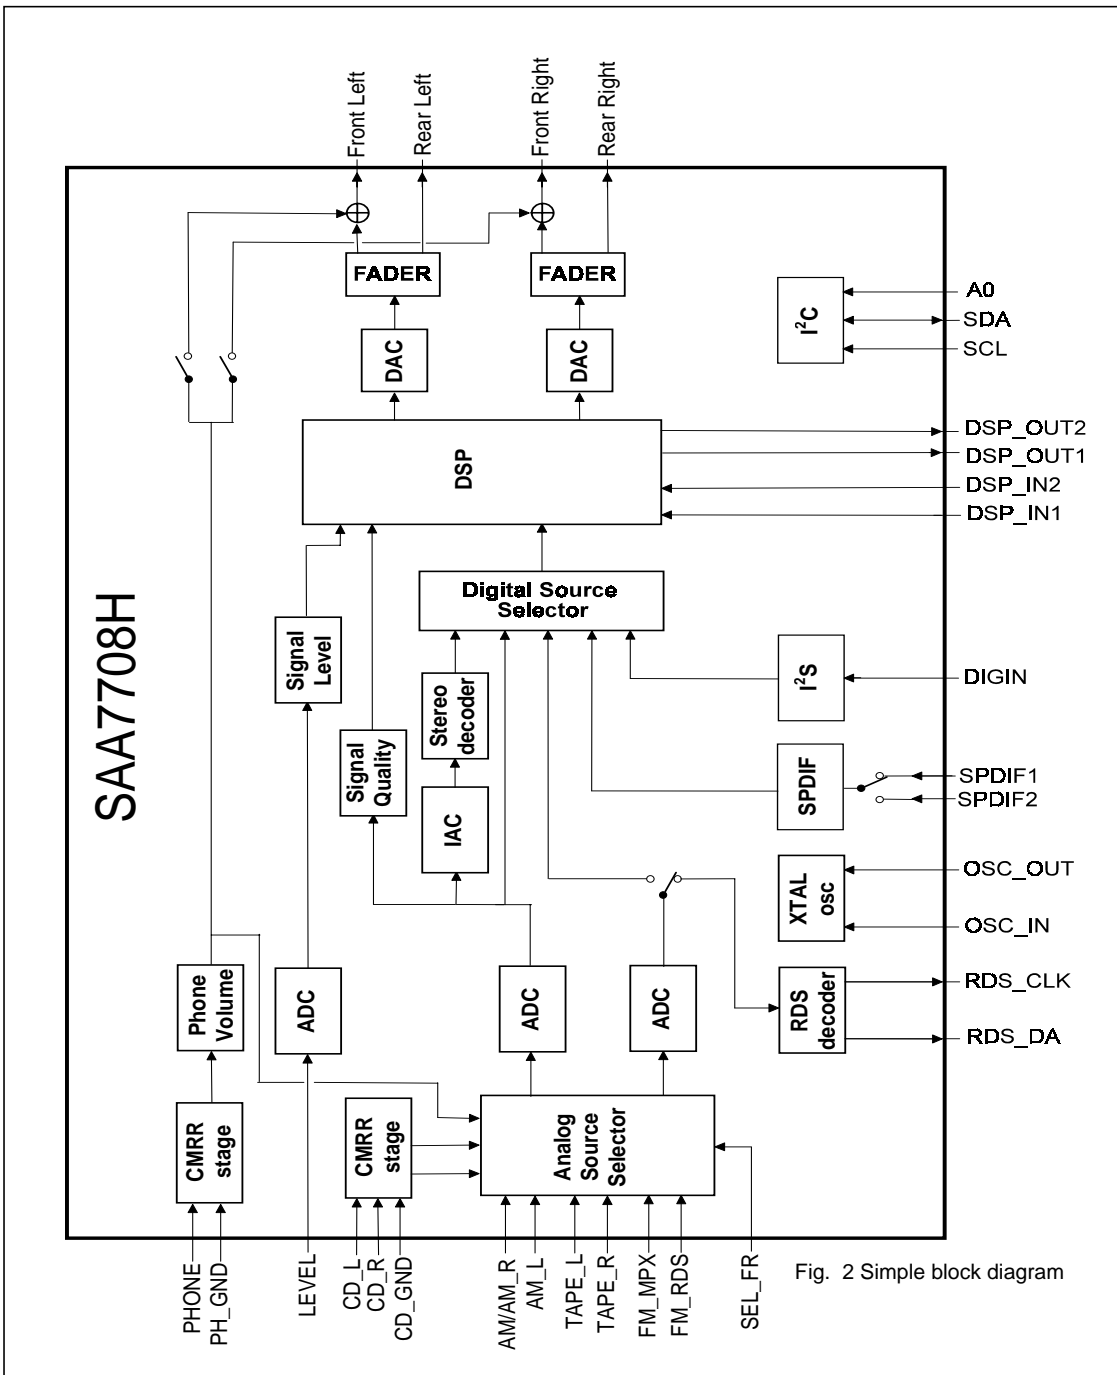 Front Left
Rear Left
Front Right
Rear Right
FADER
FADER
A0
SDA
SCL
I²C
DAC
DAC
DSP
DSP_OUT2
DSP_OUT1
DSP_IN2
DSP_IN1
SAA7708H
Digital Source
Selector
Signal
Level
Stereo
decoder
I²S
DIGIN
Signal
Quality
IAC
SPDIF
SPDIF1
SPDIF2
XTAL
osc
OSC_OUT
OSC_IN
Phone
Volume
ADC
ADC
ADC
RDS
decoder
RDS_CLK
RDS_DA
CMRR
stage
CMRR
stage
Analog
Source
Selector
PHONE
PH_GND
LEVEL
CD_L
CD_R
CD_GND
AM/AM_R
AM_L
TAPE_L
TAPE_R
FM_MPX
FM_RDS
SEL_FR
Fig. 2 Simple block diagram